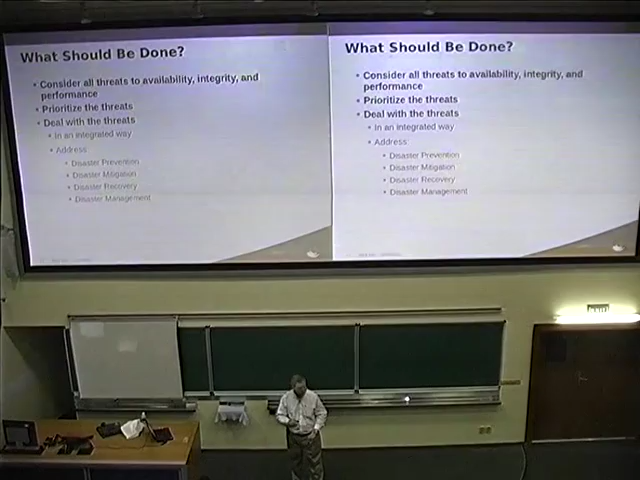 What Should Be Done?
• Consider all threats to availability, integrity, and
performance
• Prioritize the threats
• Deal with the threats
• In an integrated way
• Address
• Disaster Prevention
• Disaster Mitigation
• Disaster Recovery
• Disaster Management
What Should Be Done?
• Consider all threats to availability, integrity, and
performance
• Prioritize the threats
• Deal with the threats
• In an integrated way
• Address
• Disaster Prevention
• Disaster Mitigation
• Disaster Recovery
• Disaster Management